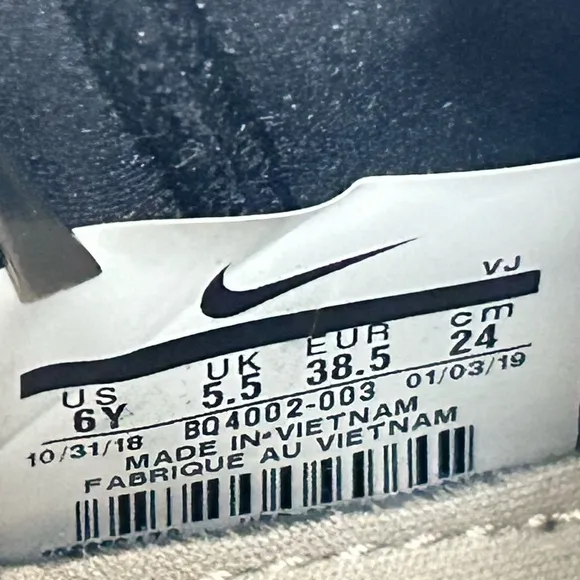 VJ
US UK EUR cm
6Y 5.5 38.5 24
10/31/18 BQ4002-003 01/03/19
MADE IN VIETNAM
FABRIQUE AU VIETNAM